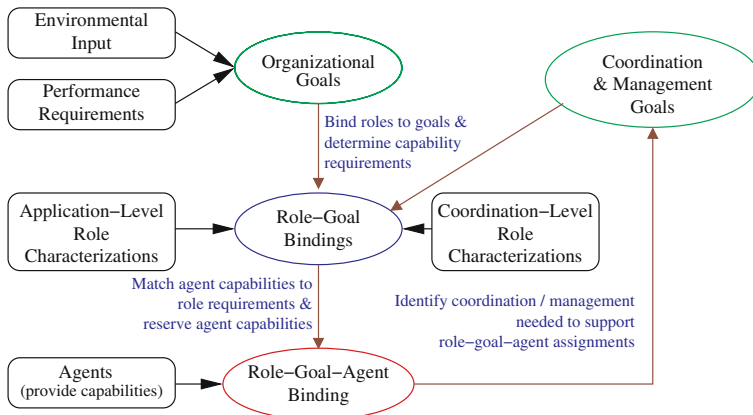 Environmental
Input
Performance
Requirements
Organizational
Goals
Coordination
& Management
Goals
Bind roles to goals &
determine capability
requirements
Application−Level
Role
Characterizations
Role−Goal
Bindings
Coordination−Level
Role
Characterizations
Match agent capabilities to
role requirements &
reserve agent capabilities
Identify coordination / management
needed to support
role−goal−agent assignments
Agents
(provide capabilities)
Role−Goal−Agent
Binding